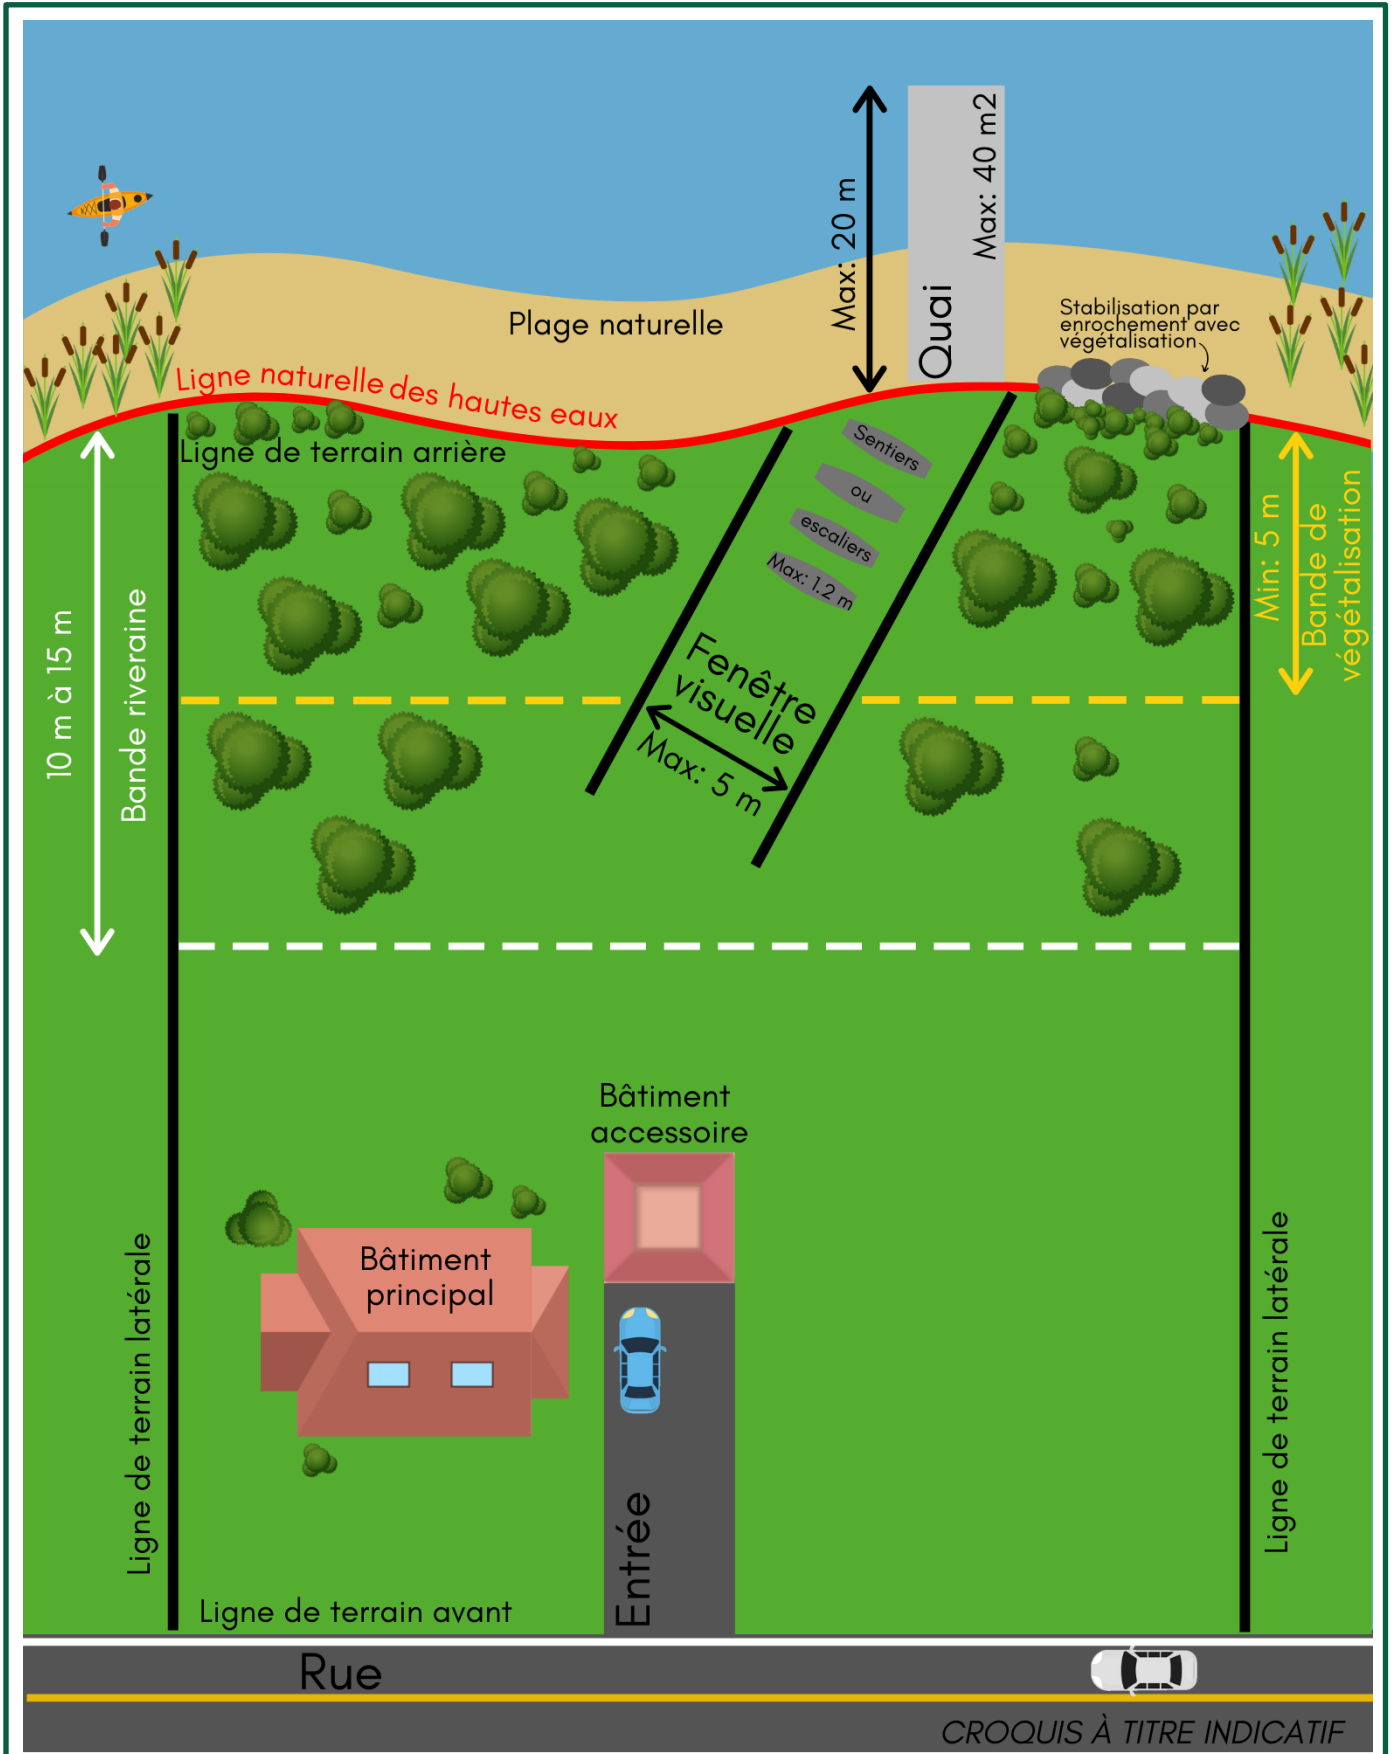 Max: 20 m
Quai
Max: 40 m2
Plage naturelle
Stabilisation par
enrochement avec
végétalisation
Ligne naturelle des hautes eaux
Ligne de terrain arrière
Sentiers
ou
escaliers
Max: 1.2 m
Fenêtre
visuelle
Max: 5 m
10 m à 15 m
Bande riveraine
Min: 5 m
Bande de
végétalisation
Bâtiment
accessoire
Bâtiment
principal
Ligne de terrain latérale
Ligne de terrain latérale
Entrée
Ligne de terrain avant
Rue
CROQUIS À TITRE INDICATIF